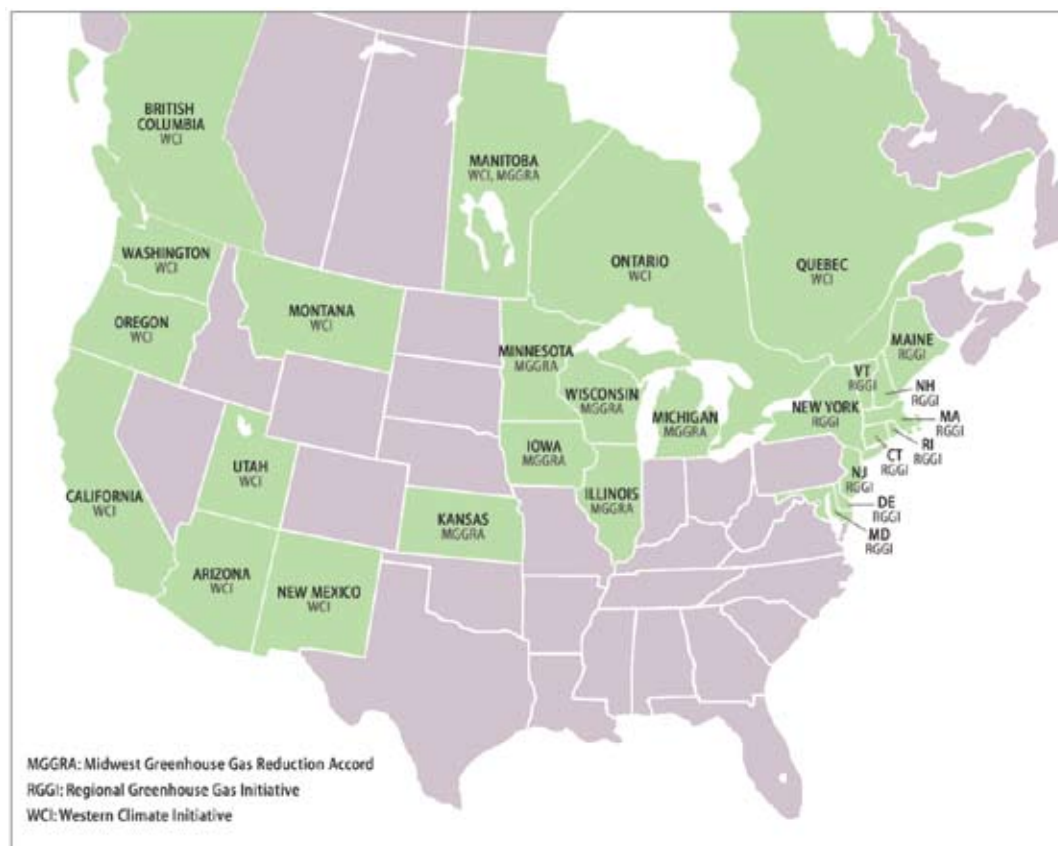 BRITISH
COLUMBIA
WCI
MANITOBA
WCI, MGGRA
WASHINGTON
WCI
ONTARIO
WCI
QUEBEC
WCI
OREGON
WCI
MONTANA
WCI
MAINE
RGGI
MINNESOTA
MGGRA
VT
RGGI
NH
RGGI
WISCONSIN
MGGRA
MICHIGAN
MGGRA
NEW YORK
RGGI
MA
RGGI
RI
RGGI
CT
RGGI
IOWA
MGGRA
UTAH
WCI
NJ
RGGI
CALIFORNIA
WCI
ILLINOIS
MGGRA
DE
RGGI
KANSAS
MGGRA
MD
RGGI
ARIZONA
WCI
NEW MEXICO
WCI
MGGRA: Midwest Greenhouse Gas Reduction Accord
RGGI: Regional Greenhouse Gas Initiative
WCI: Western Climate Initiative